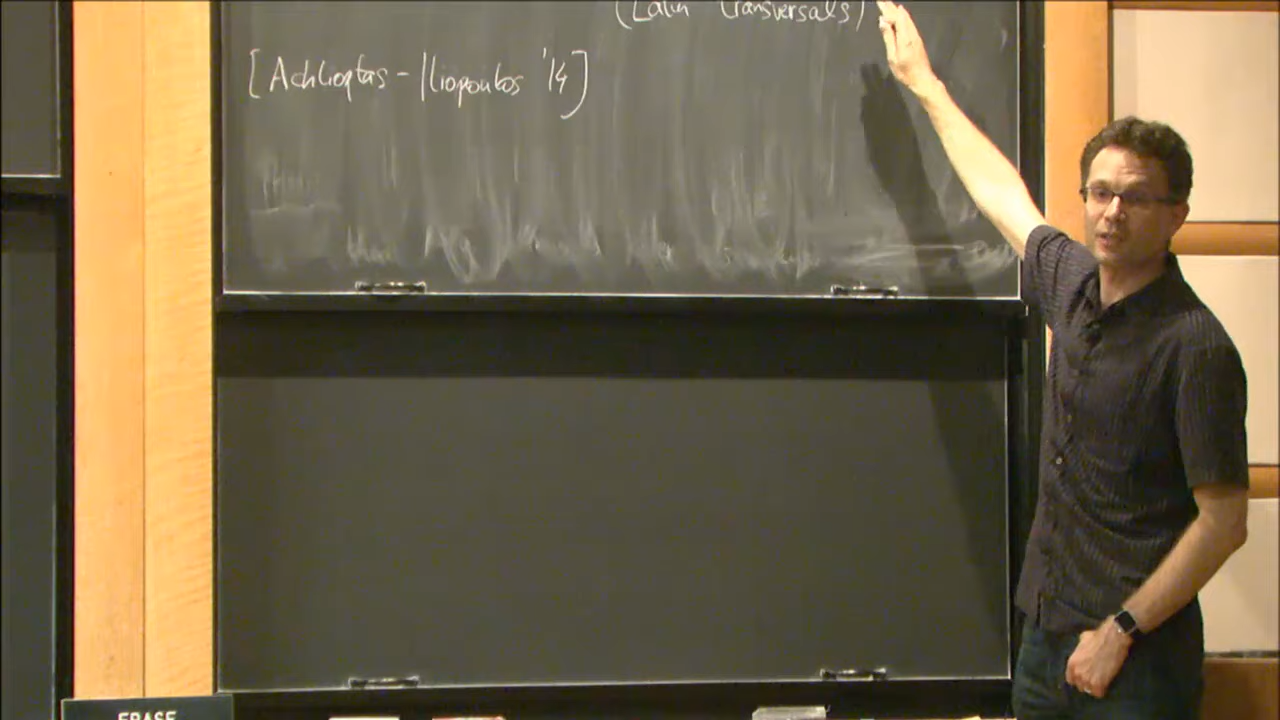 (Latin Transversals)
[Achlioptas - Iliopoulos '14]
ERASE